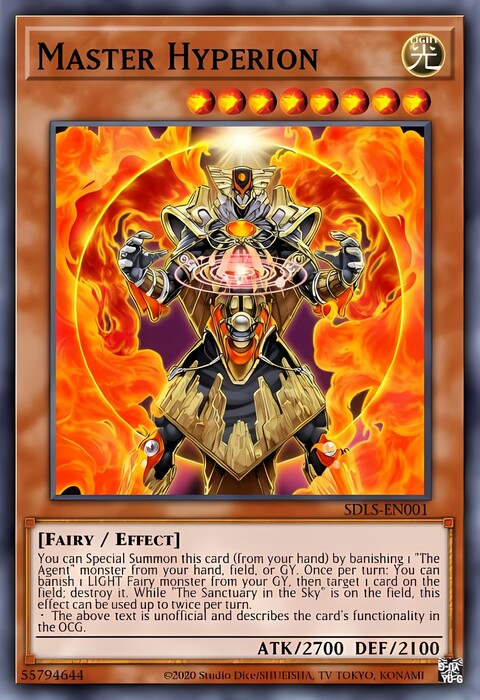 MASTER HYPERION
LIGHT
光
SDLS-EN001
[FAIRY / EFFECT]
You can Special Summon this card (from your hand) by banishing 1 "The
Agent" monster from your hand, field, or GY. Once per turn: You can
banish 1 LIGHT Fairy monster from your GY, then target 1 card on the
field; destroy it. While "The Sanctuary in the Sky" is on the field, this
effect can be used up to twice per turn.
· The above text is unofficial and describes the card's functionality in
the OCG.
ATK/2700 DEF/2100
55794644
©2020 Studio Dice/SHUEISHA, TV TOKYO, KONAMI